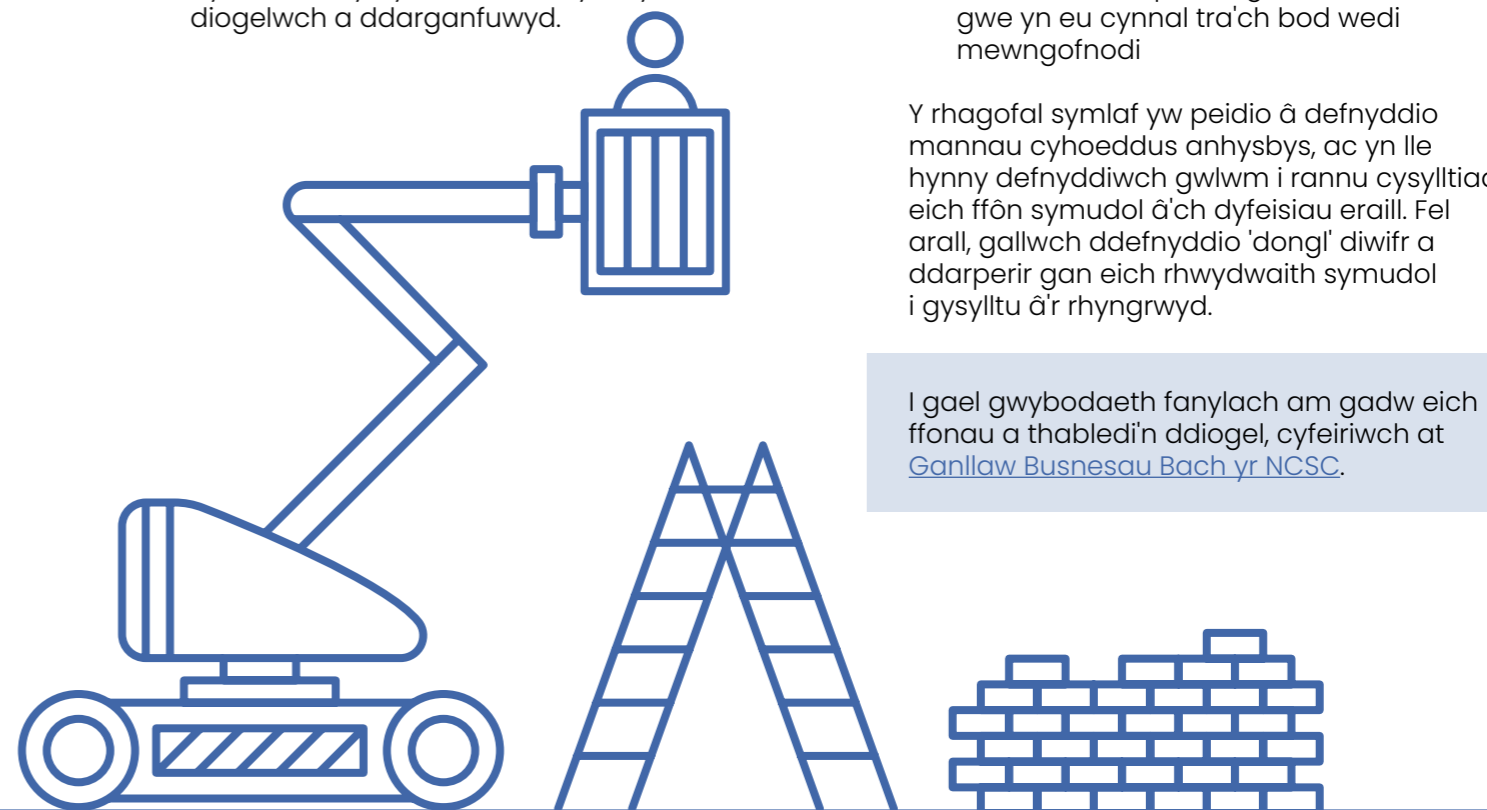 diogelwch a ddarganfuwyd.
gwe yn eu cynnal tra'ch bod wedi
mewngofnodi
Y rhagofal symlaf yw peidio â defnyddio
mannau cyhoeddus anhysbys, ac yn lle
hynny defnyddiwch gwlwm i rannu
eich ffôn symudol â'ch dyfeisiau eraill. Fel
arall, gallwch ddefnyddio 'dongl' diwifr a
ddarperir gan eich rhwydwaith symudol
i gysylltu â'r rhyngrwyd.
I gael gwybodaeth fanylach am gadw eich
ffonau a thabledi'n ddiogel, cyfeiriwch at
Ganllaw Busnesau Bach yr NCSC.